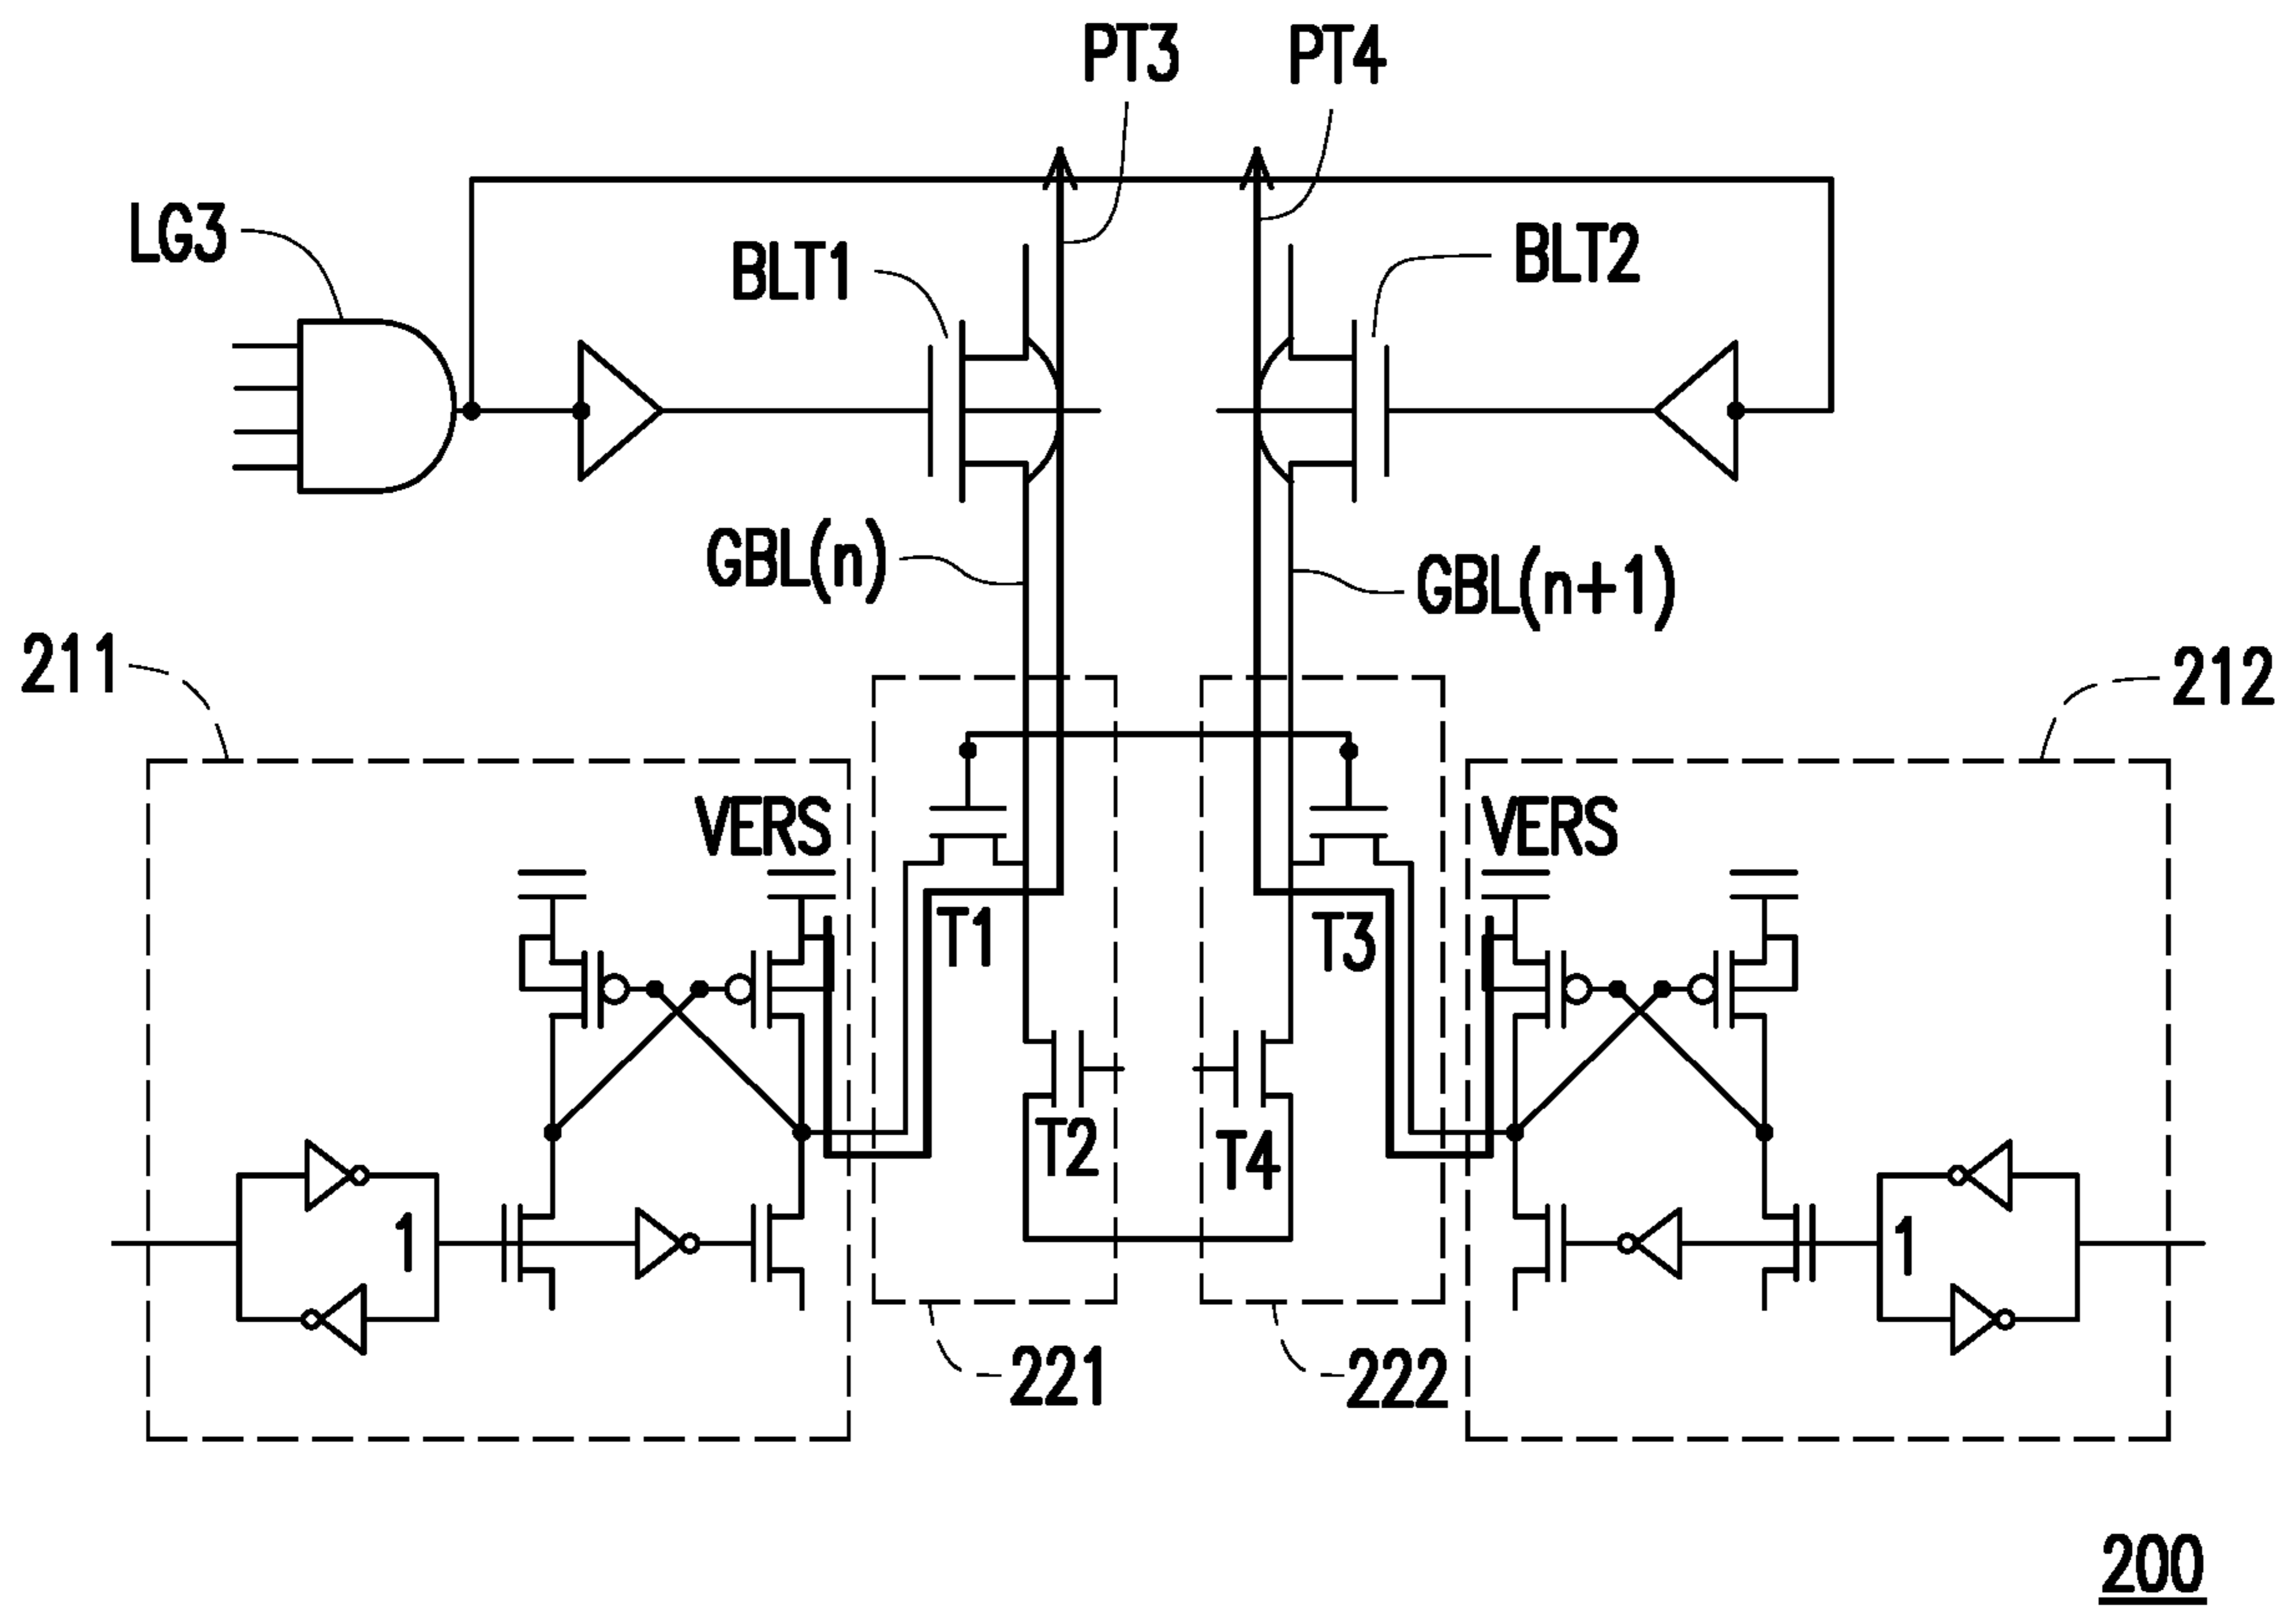 PT3
PT4
LG3
BLT1
BLT2
GBL(n)
GBL(n+1)
211
212
VERS
VERS
T1
T3
T2
T4
1
1
221
222
200